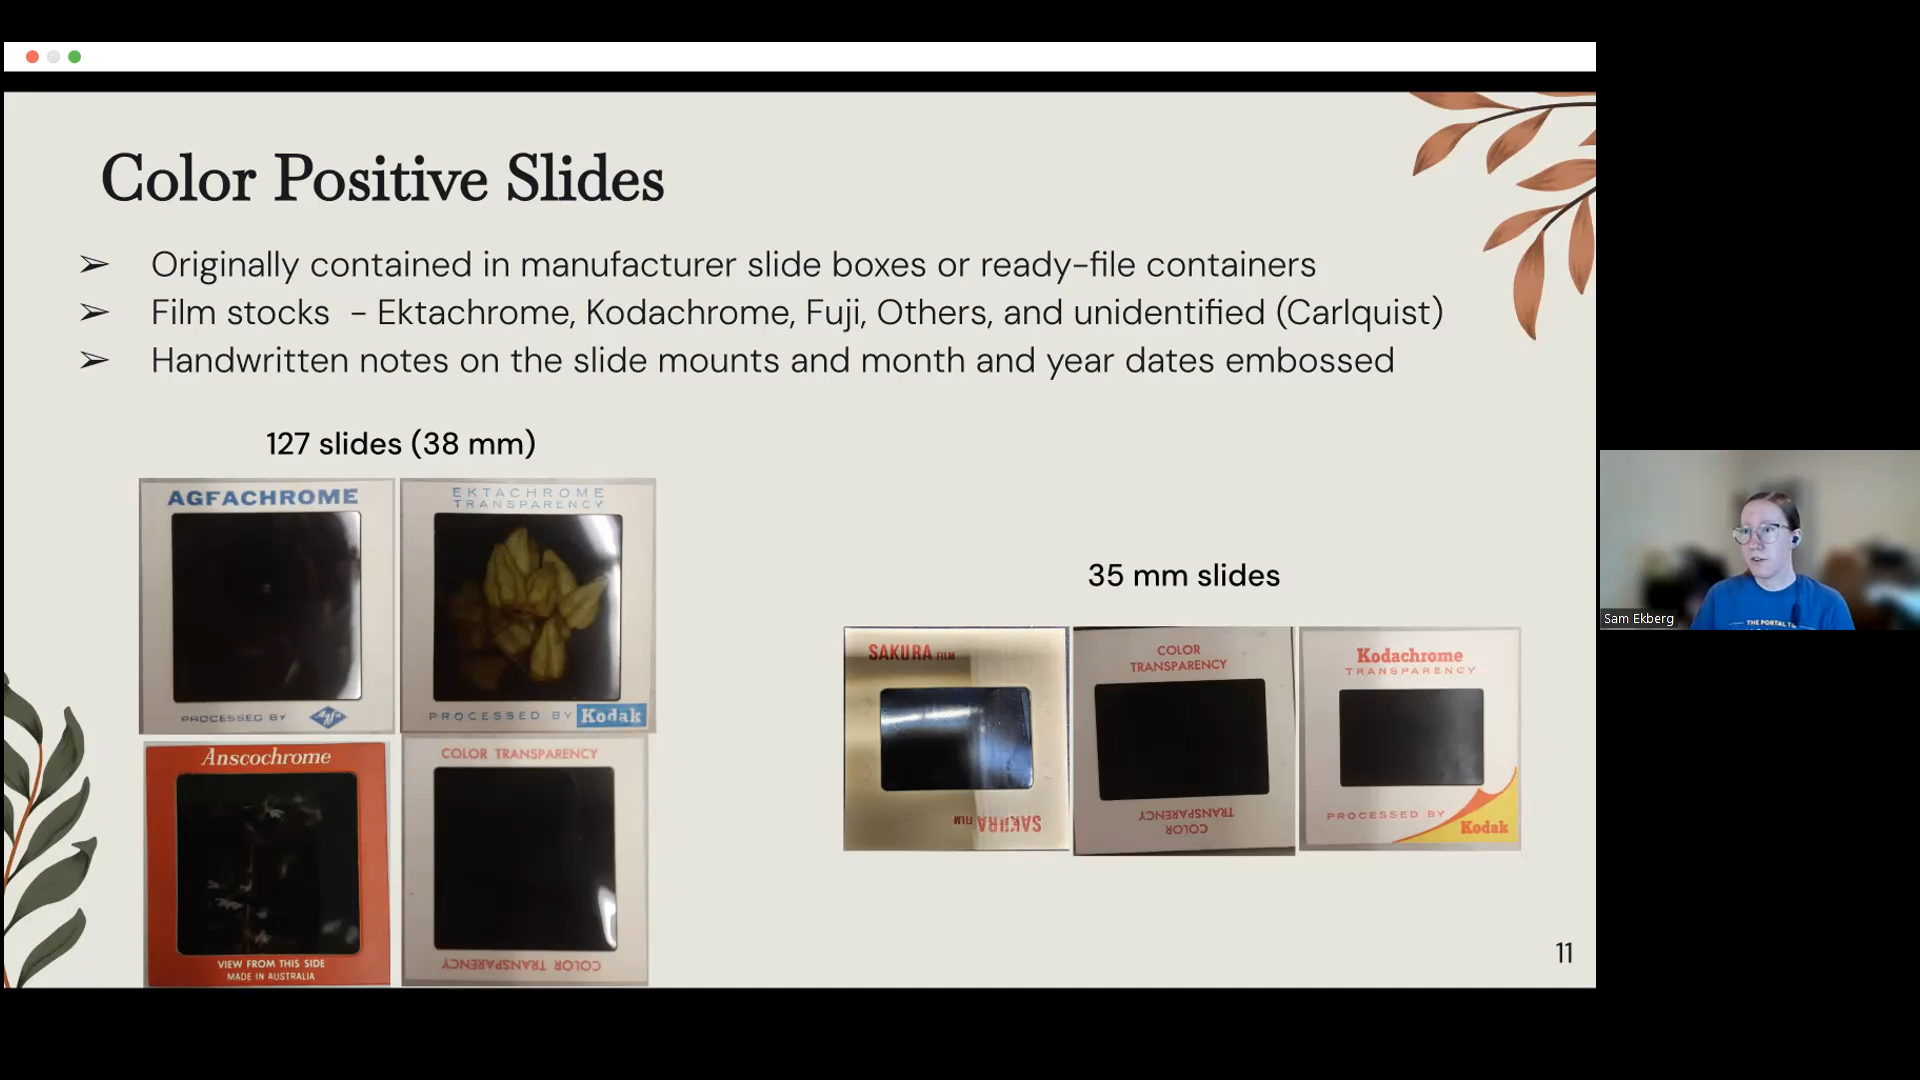 Color Positive Slides
➢ Originally contained in manufacturer slide boxes or ready-file containers
➢ Film stocks - Ektachrome, Kodachrome, Fuji, Others, and unidentified (Carlquist)
➢ Handwritten notes on the slide mounts and month and year dates embossed
127 slides (38 mm)
AGFACHROME
PROCESSED BY Agfa
EKTACHROME
TRANSPARENCY
PROCESSED BY Kodak
Anscochrome
VIEW FROM THIS SIDE
MADE IN AUSTRALIA
COLOR TRANSPARENCY
COLOR TRANSPARENCY
35 mm slides
SAKURA FILM
SAKURA FILM
COLOR
TRANSPARENCY
COLOR
TRANSPARENCY
Kodachrome
TRANSPARENCY
PROCESSED BY
Kodak
11
Sam Ekberg
THE PORTAL TO